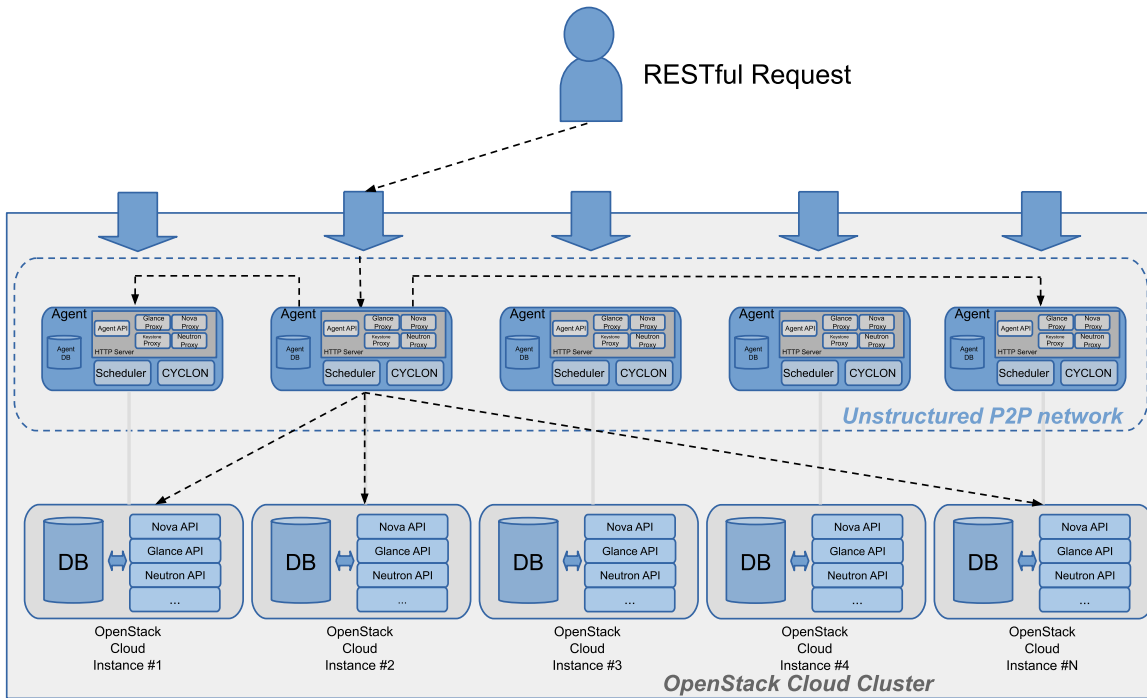 RESTful Request
Agent
Agent API
Glance
Proxy
Nova
Proxy
Keystone
Proxy
Neutron
Proxy
HTTP Server
Agent
DB
Scheduler
CYCLON
Agent
Agent API
Glance
Proxy
Nova
Proxy
Keystone
Proxy
Neutron
Proxy
HTTP Server
Agent
DB
Scheduler
CYCLON
Agent
Agent API
Glance
Proxy
Nova
Proxy
Keystone
Proxy
Neutron
Proxy
HTTP Server
Agent
DB
Scheduler
CYCLON
Agent
Agent API
Glance
Proxy
Nova
Proxy
Keystone
Proxy
Neutron
Proxy
HTTP Server
Agent
DB
Scheduler
CYCLON
Agent
Agent API
Glance
Proxy
Nova
Proxy
Keystone
Proxy
Neutron
Proxy
HTTP Server
Agent
DB
Scheduler
CYCLON
Unstructured P2P network
DB
Nova API
Glance API
Neutron API
...
DB
Nova API
Glance API
Neutron API
...
DB
Nova API
Glance API
Neutron API
...
DB
Nova API
Glance API
Neutron API
...
DB
Nova API
Glance API
Neutron API
...
OpenStack
Cloud
Instance #1
OpenStack
Cloud
Instance #2
OpenStack
Cloud
Instance #3
OpenStack
Cloud
Instance #4
OpenStack
Cloud
Instance #N
OpenStack Cloud Cluster